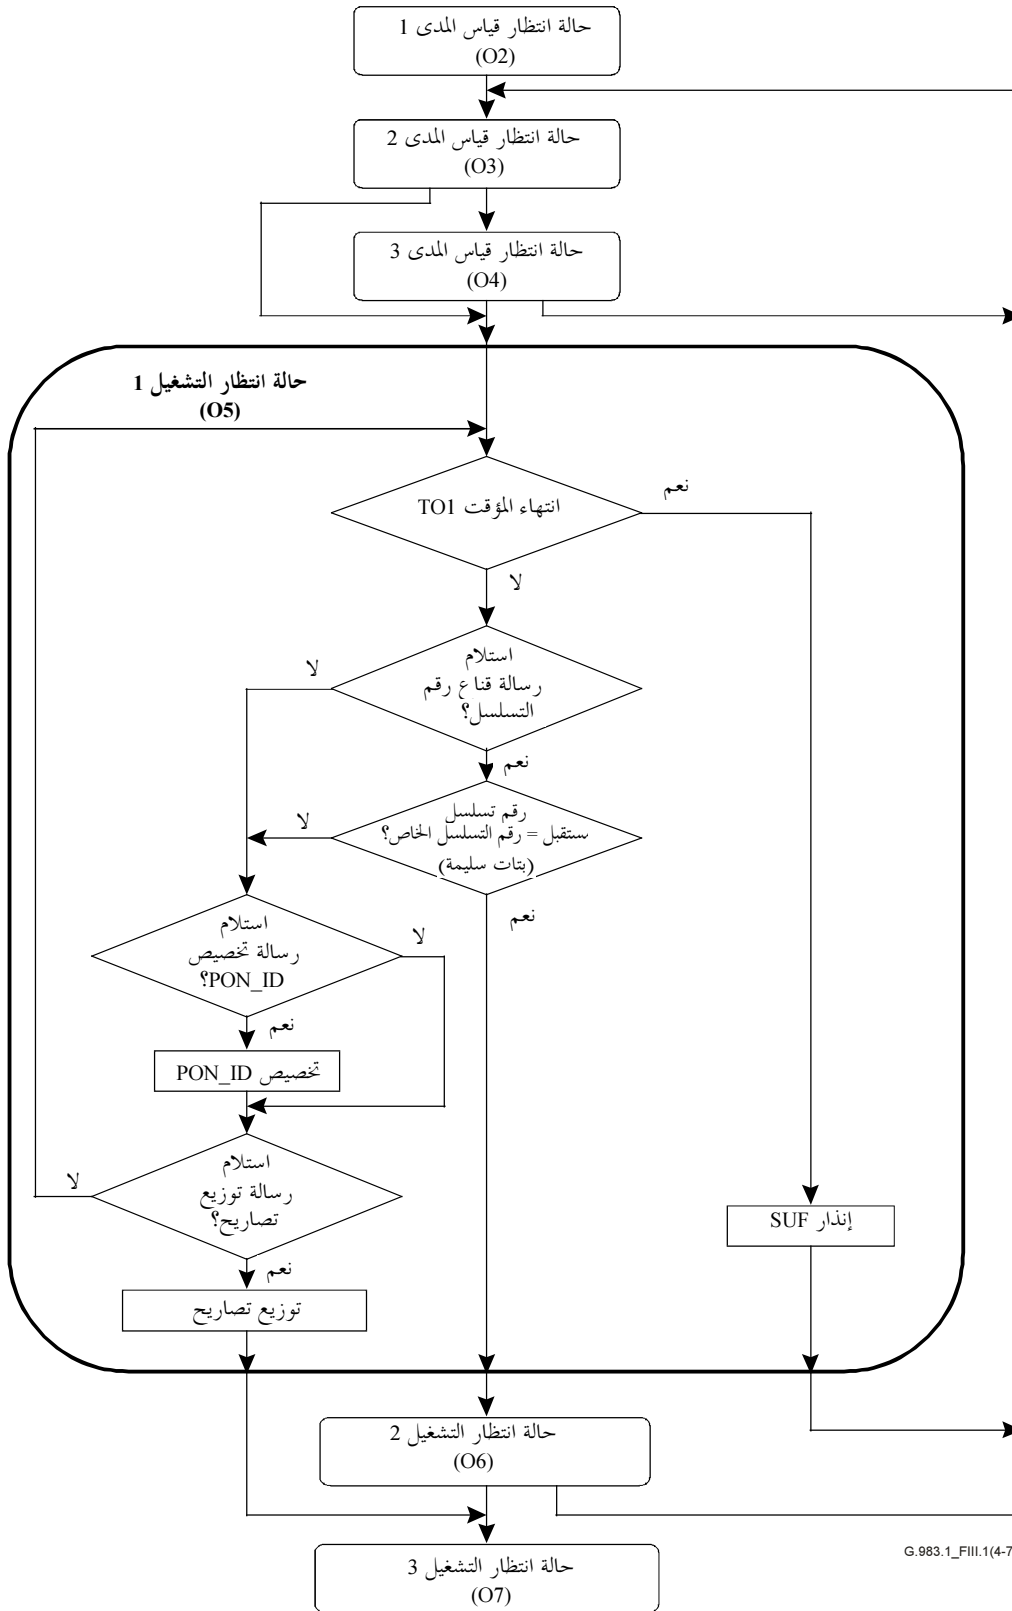 حالة انتظار قياس المدى 1
(O2)
حالة انتظار قياس المدى 2
(O3)
حالة انتظار قياس المدى 3
(O4)
حالة انتظار التشغيل 1
(O5)
انتهاء المؤقت TO1
نعم
لا
استلام
رسالة قناع رقم
التسلسل؟
لا
نعم
رقم تسلسل
ستقبل = رقم التسلسل الخاص؟
(بتات سليمة)
لا
نعم
استلام
رسالة تخصيص
PON_ID؟
لا
نعم
تخصيص PON_ID
استلام
رسالة توزيع
تصاريح؟
لا
نعم
توزيع تصاريح
إنذار SUF
حالة انتظار التشغيل 2
(O6)
حالة انتظار التشغيل 3
(O7)
G.983.1_FIII.1(4-7